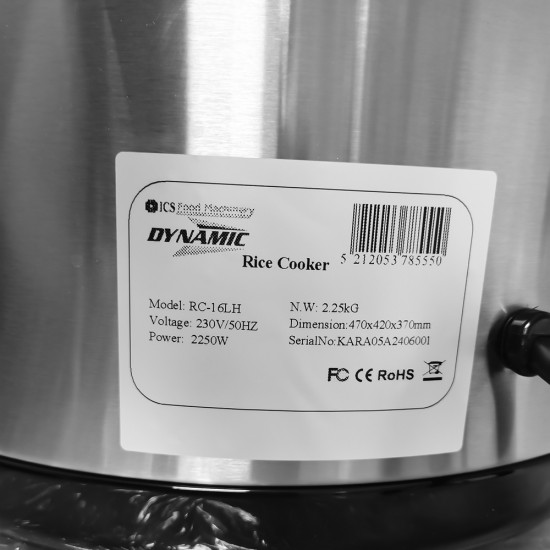 ICS Food Machinery
DYNAMIC
Rice Cooker
5 212053 785550
Model: RC-16LH
Voltage: 230V/50HZ
Power: 2250W
N.W: 2.25kG
Dimension:470x420x370mm
SerialNo:KARA05A2406001
FC CE RoHS